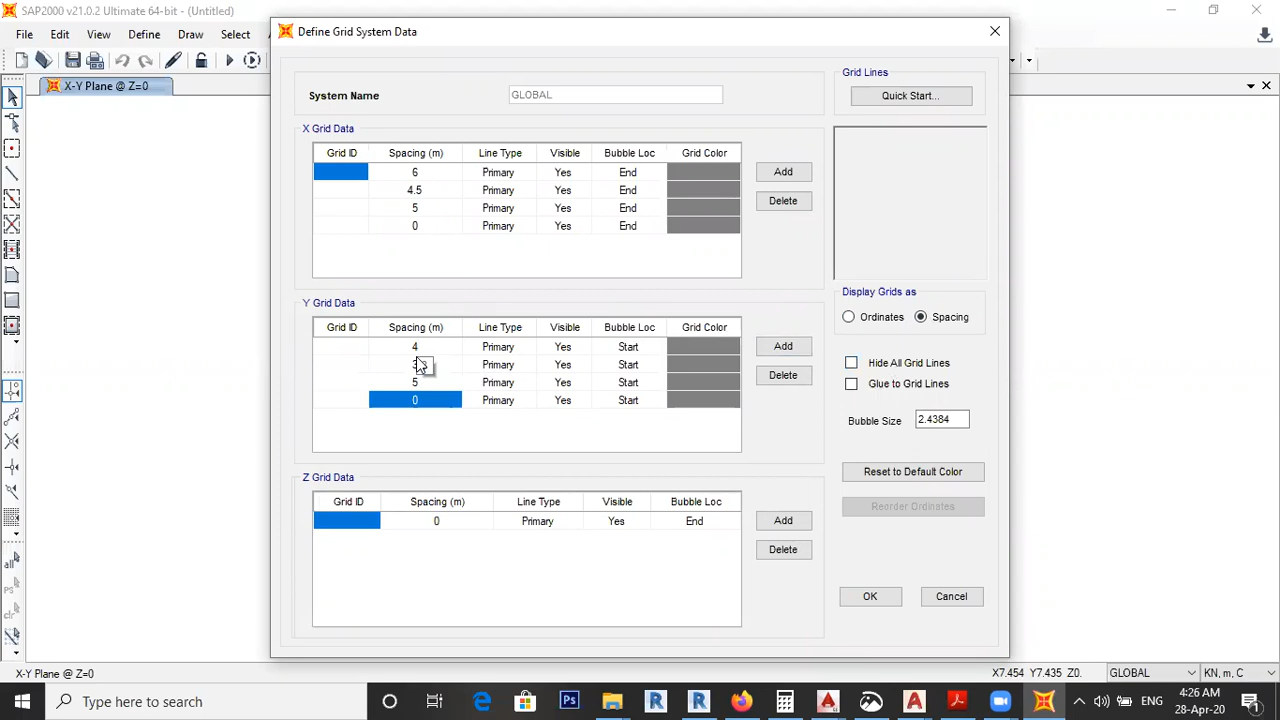 SAP2000 v21.0.2 Ultimate 64-bit - (Untitled)
File Edit View Define Draw Select
X-Y Plane @ Z=0
Define Grid System Data
System Name GLOBAL
Grid Lines
Quick Start...
X Grid Data
Grid ID Spacing (m) Line Type Visible Bubble Loc Grid Color
6 Primary Yes End
4.5 Primary Yes End
5 Primary Yes End
0 Primary Yes End
Add
Delete
Y Grid Data
Grid ID Spacing (m) Line Type Visible Bubble Loc Grid Color
4 Primary Yes Start
Primary Yes Start
5 Primary Yes Start
0 Primary Yes Start
Add
Delete
Z Grid Data
Grid ID Spacing (m) Line Type Visible Bubble Loc
0 Primary Yes End
Add
Delete
Display Grids as
Ordinates Spacing
Hide All Grid Lines
Glue to Grid Lines
Bubble Size 2.4384
Reset to Default Color
Reorder Ordinates
OK Cancel
all
PS
clr
X-Y Plane @ Z=0
X7.454 Y7.435 Z0. GLOBAL KN, m, C
Type here to search
ENG
4:26 AM
28-Apr-20